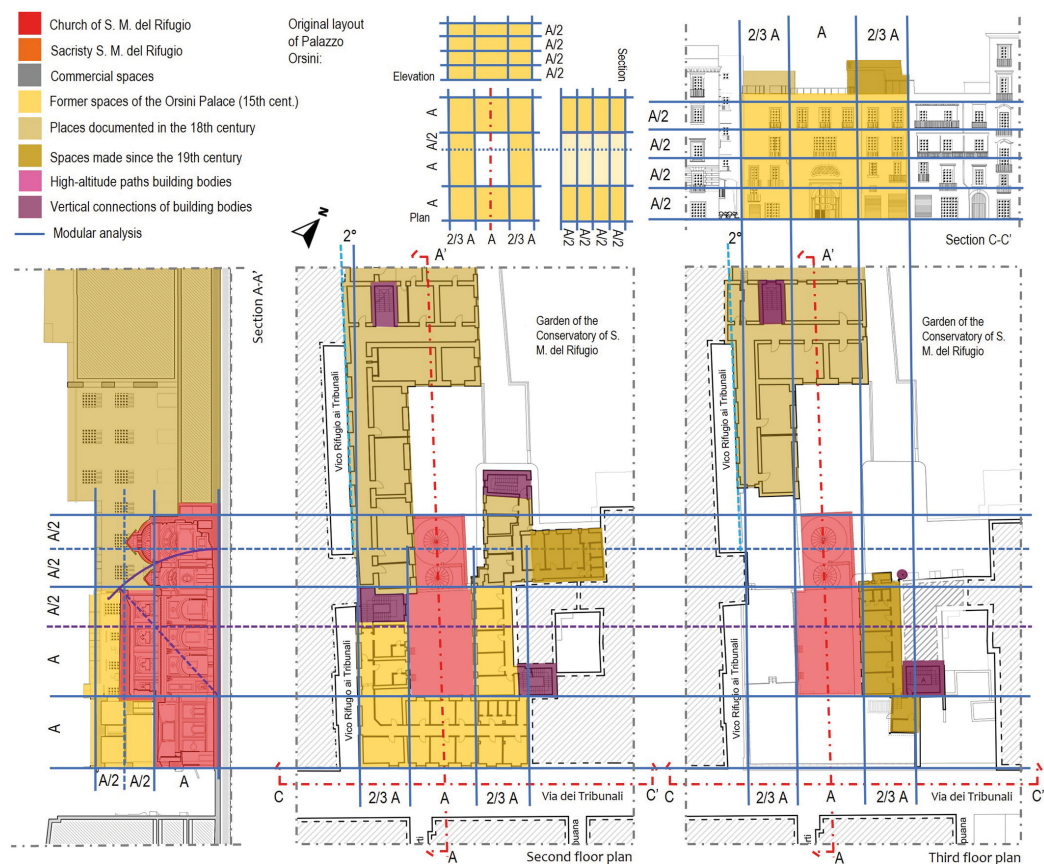 Church of S. M. del Rifugio
Sacristy S. M. del Rifugio
Commercial spaces
Former spaces of the Orsini Palace (15th cent.)
Places documented in the 18th century
Spaces made since the 19th century
High-altitude paths building bodies
Vertical connections of building bodies
Modular analysis
Original layout
of Palazzo
Orsini:
Elevation
A/2
A/2
A/2
A/2
Section
A
A/2
A
A
Plan
2/3 A
A
2/3 A
A/2
A/2
A/2
A/2
2/3 A
A
2/3 A
A/2
A/2
A/2
A/2
Section C-C'
N
Section A-A'
A/2
A/2
A/2
A
A
A/2
A/2
A
2°
A'
Garden of the
Conservatory of S.
M. del Rifugio
Vico Rifugio ai Tribunali
Vico Rifugio ai Tribunali
C
C'
2/3 A
A
2/3 A
Via dei Tribunali
rti
puana
A
Second floor plan
2°
A'
Garden of the
Conservatory of S.
M. del Rifugio
Vico Rifugio ai Tribunali
Vico Rifugio ai Tribunali
C
C'
2/3 A
A
2/3 A
Via dei Tribunali
rti
puana
A
Third floor plan